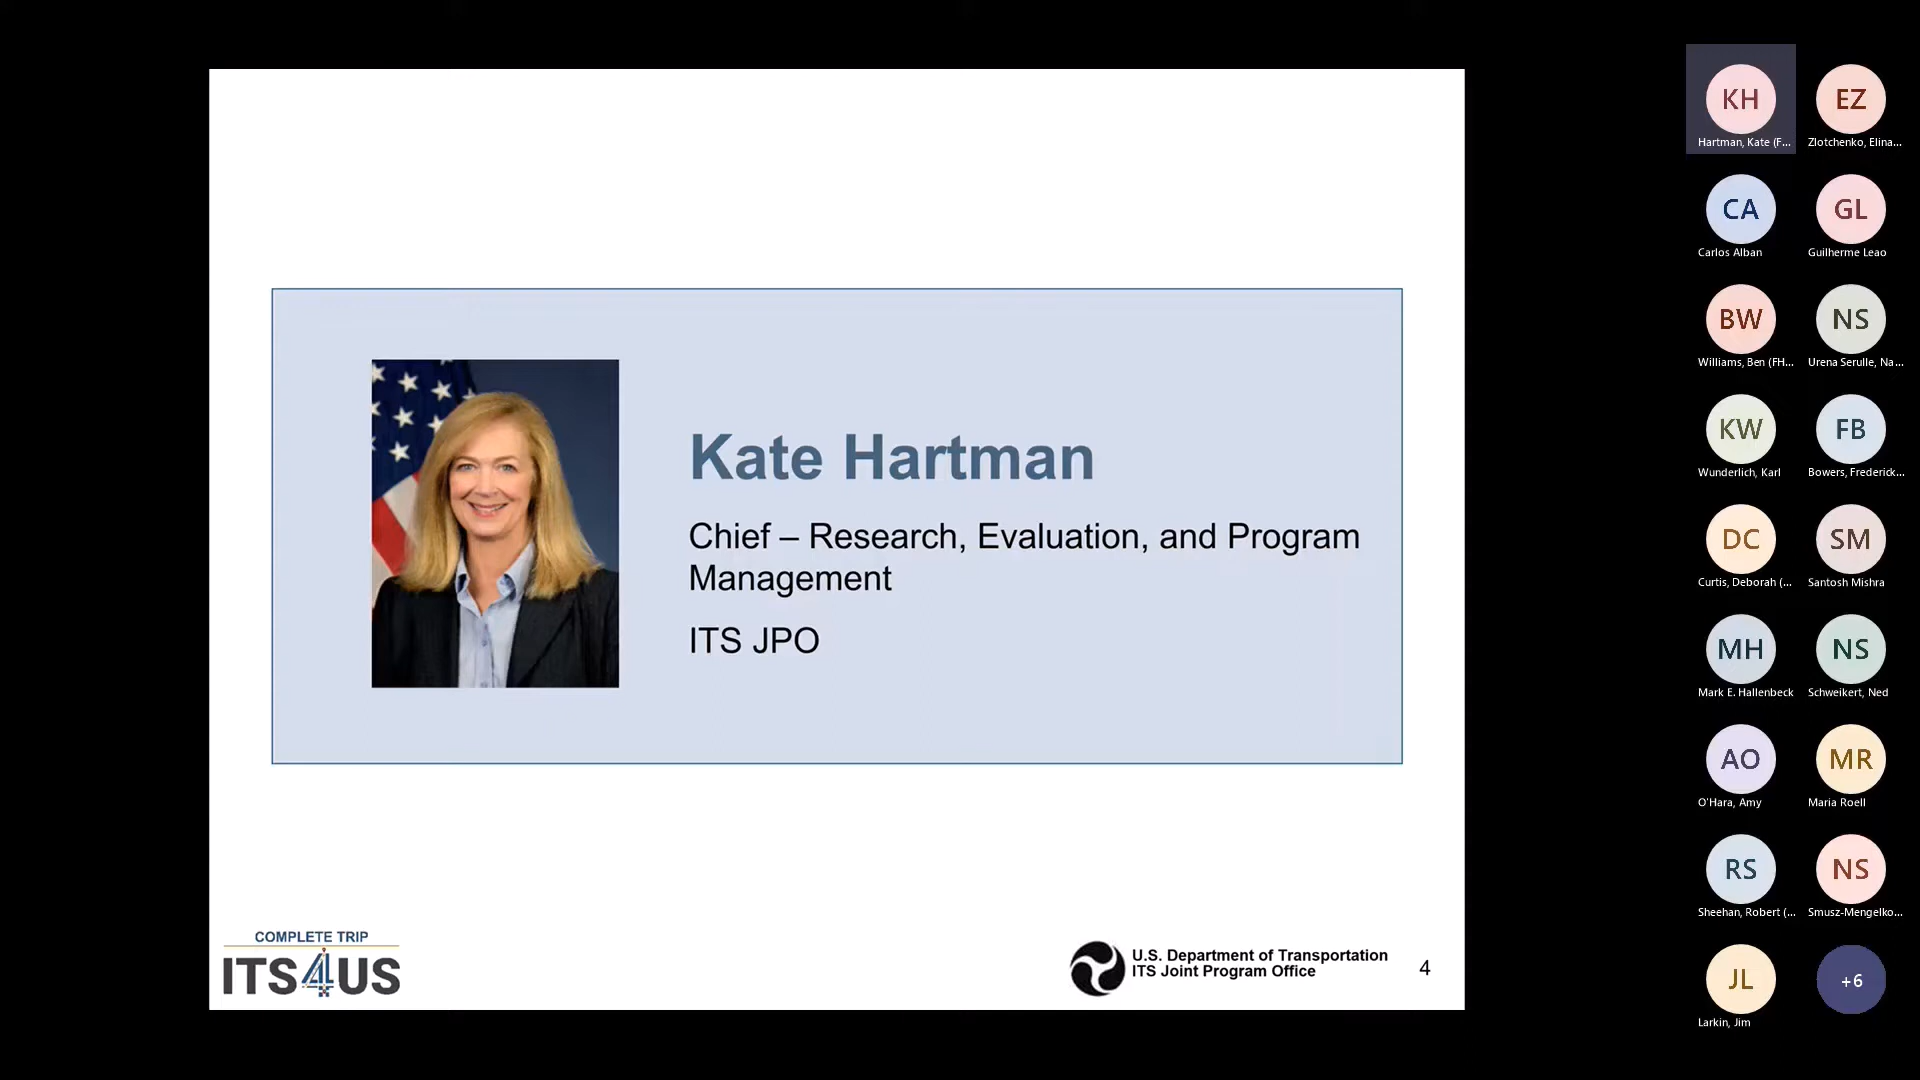 Kate Hartman
Chief – Research, Evaluation, and Program
Management
ITS JPO
COMPLETE TRIP
ITS4US
U.S. Department of Transportation
ITS Joint Program Office
4
KH
Hartman, Kate (F...
EZ
Zlotchenko, Elina...
CA
Carlos Alban
GL
Guilherme Leao
BW
Williams, Ben (FH...
NS
Urena Serulle, Na...
KW
Wunderlich, Karl
FB
Bowers, Frederick...
DC
Curtis, Deborah (...
SM
Santosh Mishra
MH
Mark E. Hallenbeck
NS
Schweikert, Ned
AO
O'Hara, Amy
MR
Maria Roell
RS
Sheehan, Robert (...
NS
Smusz-Mengelko...
JL
Larkin, Jim
+6